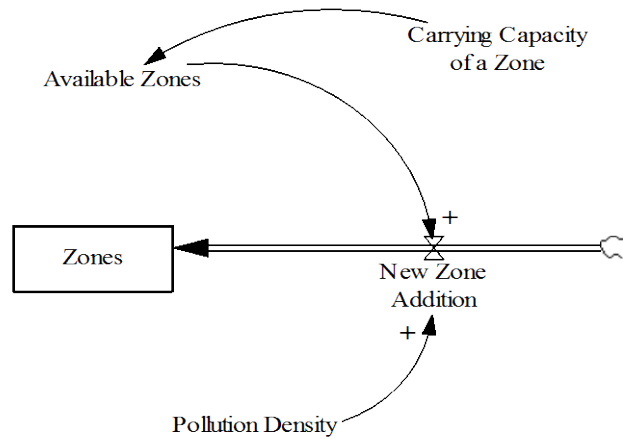 Carrying Capacity
of a Zone
Available Zones
+
Zones
New Zone
Addition
+
Pollution Density